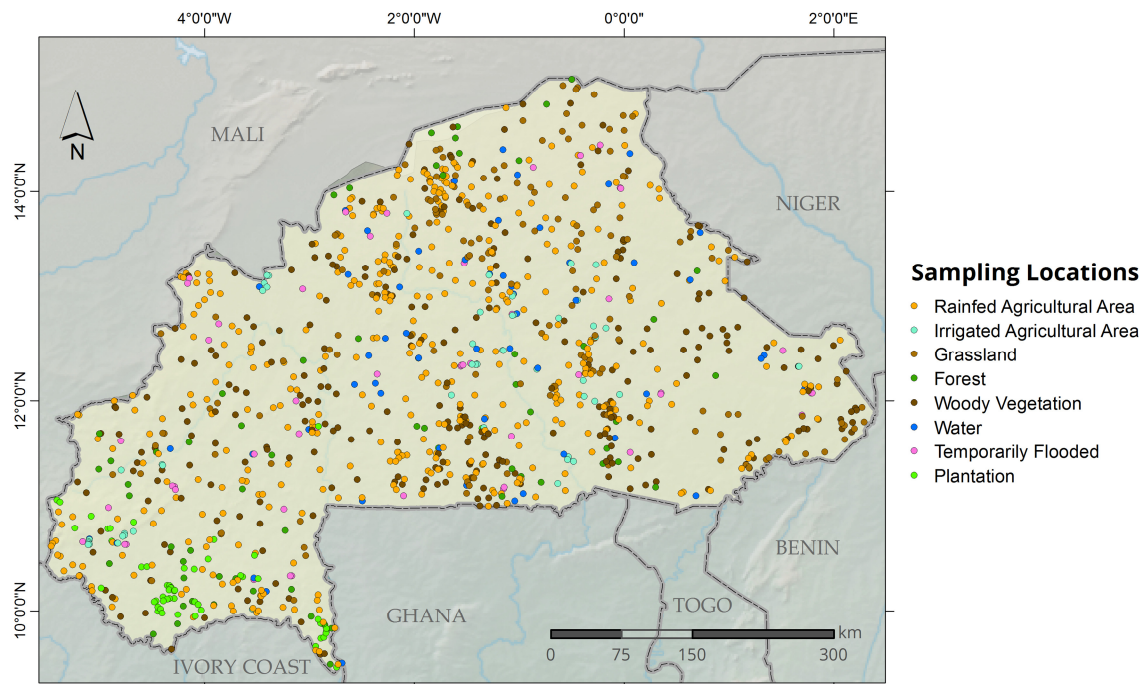 4°0'0"W
2°0'0"W
0°0'0"
2°0'0"E
14°0'0"N
12°0'0"N
10°0'0"N
N
MALI
NIGER
BENIN
TOGO
GHANA
IVORY COAST
km
0
75
150
300
Sampling Locations
Rainfed Agricultural Area
Irrigated Agricultural Area
Grassland
Forest
Woody Vegetation
Water
Temporarily Flooded
Plantation